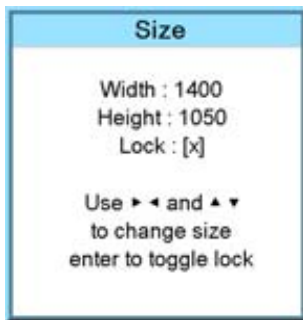 Size
Width : 1400
Height : 1050
Lock : [x]
Use ► ◄ and ▲ ▼
to change size
enter to toggle lock